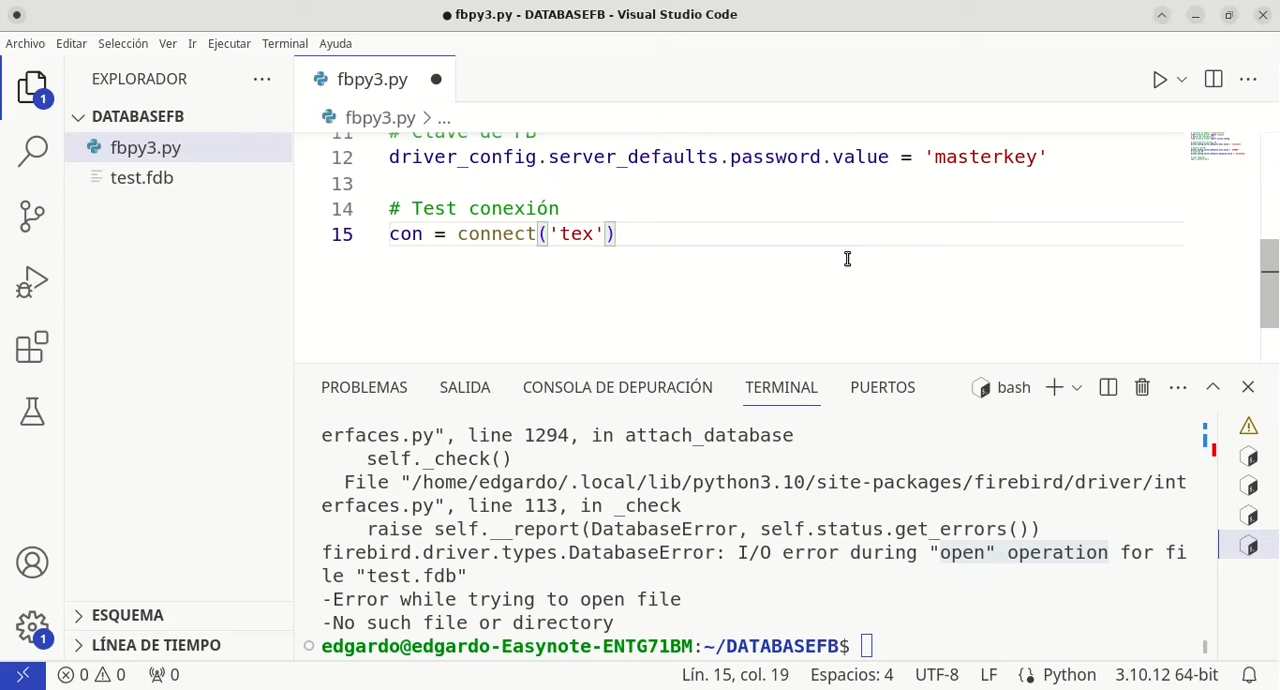 fbpy3.py - DATABASEFB - Visual Studio Code
Archivo Editar Selección Ver Ir Ejecutar Terminal Ayuda
EXPLORADOR
fbpy3.py
1
DATABASEFB
fbpy3.py
test.fdb
fbpy3.py > ...
11 # Clave de FB
12 driver_config.server_defaults.password.value = 'masterkey'
13
14 # Test conexión
15 con = connect('tex')
PROBLEMAS SALIDA CONSOLA DE DEPURACIÓN TERMINAL PUERTOS bash
erfaces.py", line 1294, in attach_database
self._check()
File "/home/edgardo/.local/lib/python3.10/site-packages/firebird/driver/int
erfaces.py", line 113, in _check
raise self.__report(DatabaseError, self.status.get_errors())
firebird.driver.types.DatabaseError: I/O error during "open" operation for fi
le "test.fdb"
-Error while trying to open file
-No such file or directory
edgardo@edgardo-Easynote-ENTG71BM:~/DATABASEFB$
ESQUEMA
LÍNEA DE TIEMPO
1
0 0 0 Lín. 15, col. 19 Espacios: 4 UTF-8 LF Python 3.10.12 64-bit